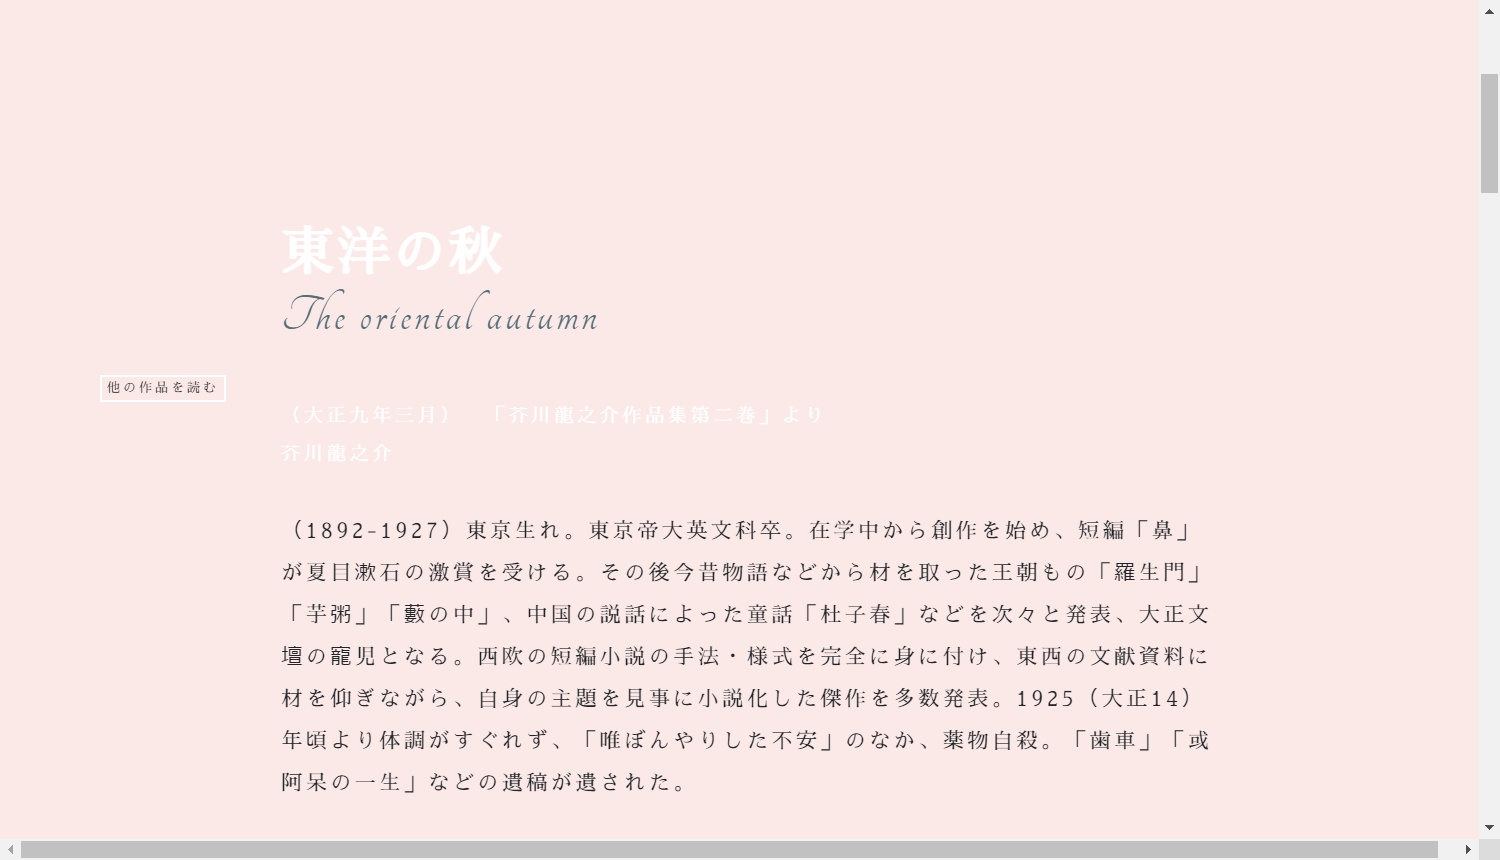 東洋の秋
The oriental autumn
他の作品を読む
（大正九年三月）　「芥川龍之介作品集第二巻」より
芥川龍之介
（1892-1927）東京生れ。東京帝大英文科卒。在学中から創作を始め、短編「鼻」
が夏目漱石の激賞を受ける。その後今昔物語などから材を取った王朝もの「羅生門」
「芋粥」「藪の中」、中国の説話によった童話「杜子春」などを次々と発表、大正文
壇の寵児となる。西欧の短編小説の手法・様式を完全に身に付け、東西の文献資料に
材を仰ぎながら、自身の主題を見事に小説化した傑作を多数発表。1925（大正14）
年頃より体調がすぐれず、「唯ぼんやりした不安」のなか、薬物自殺。「歯車」「或
阿呆の一生」などの遺稿が遺された。